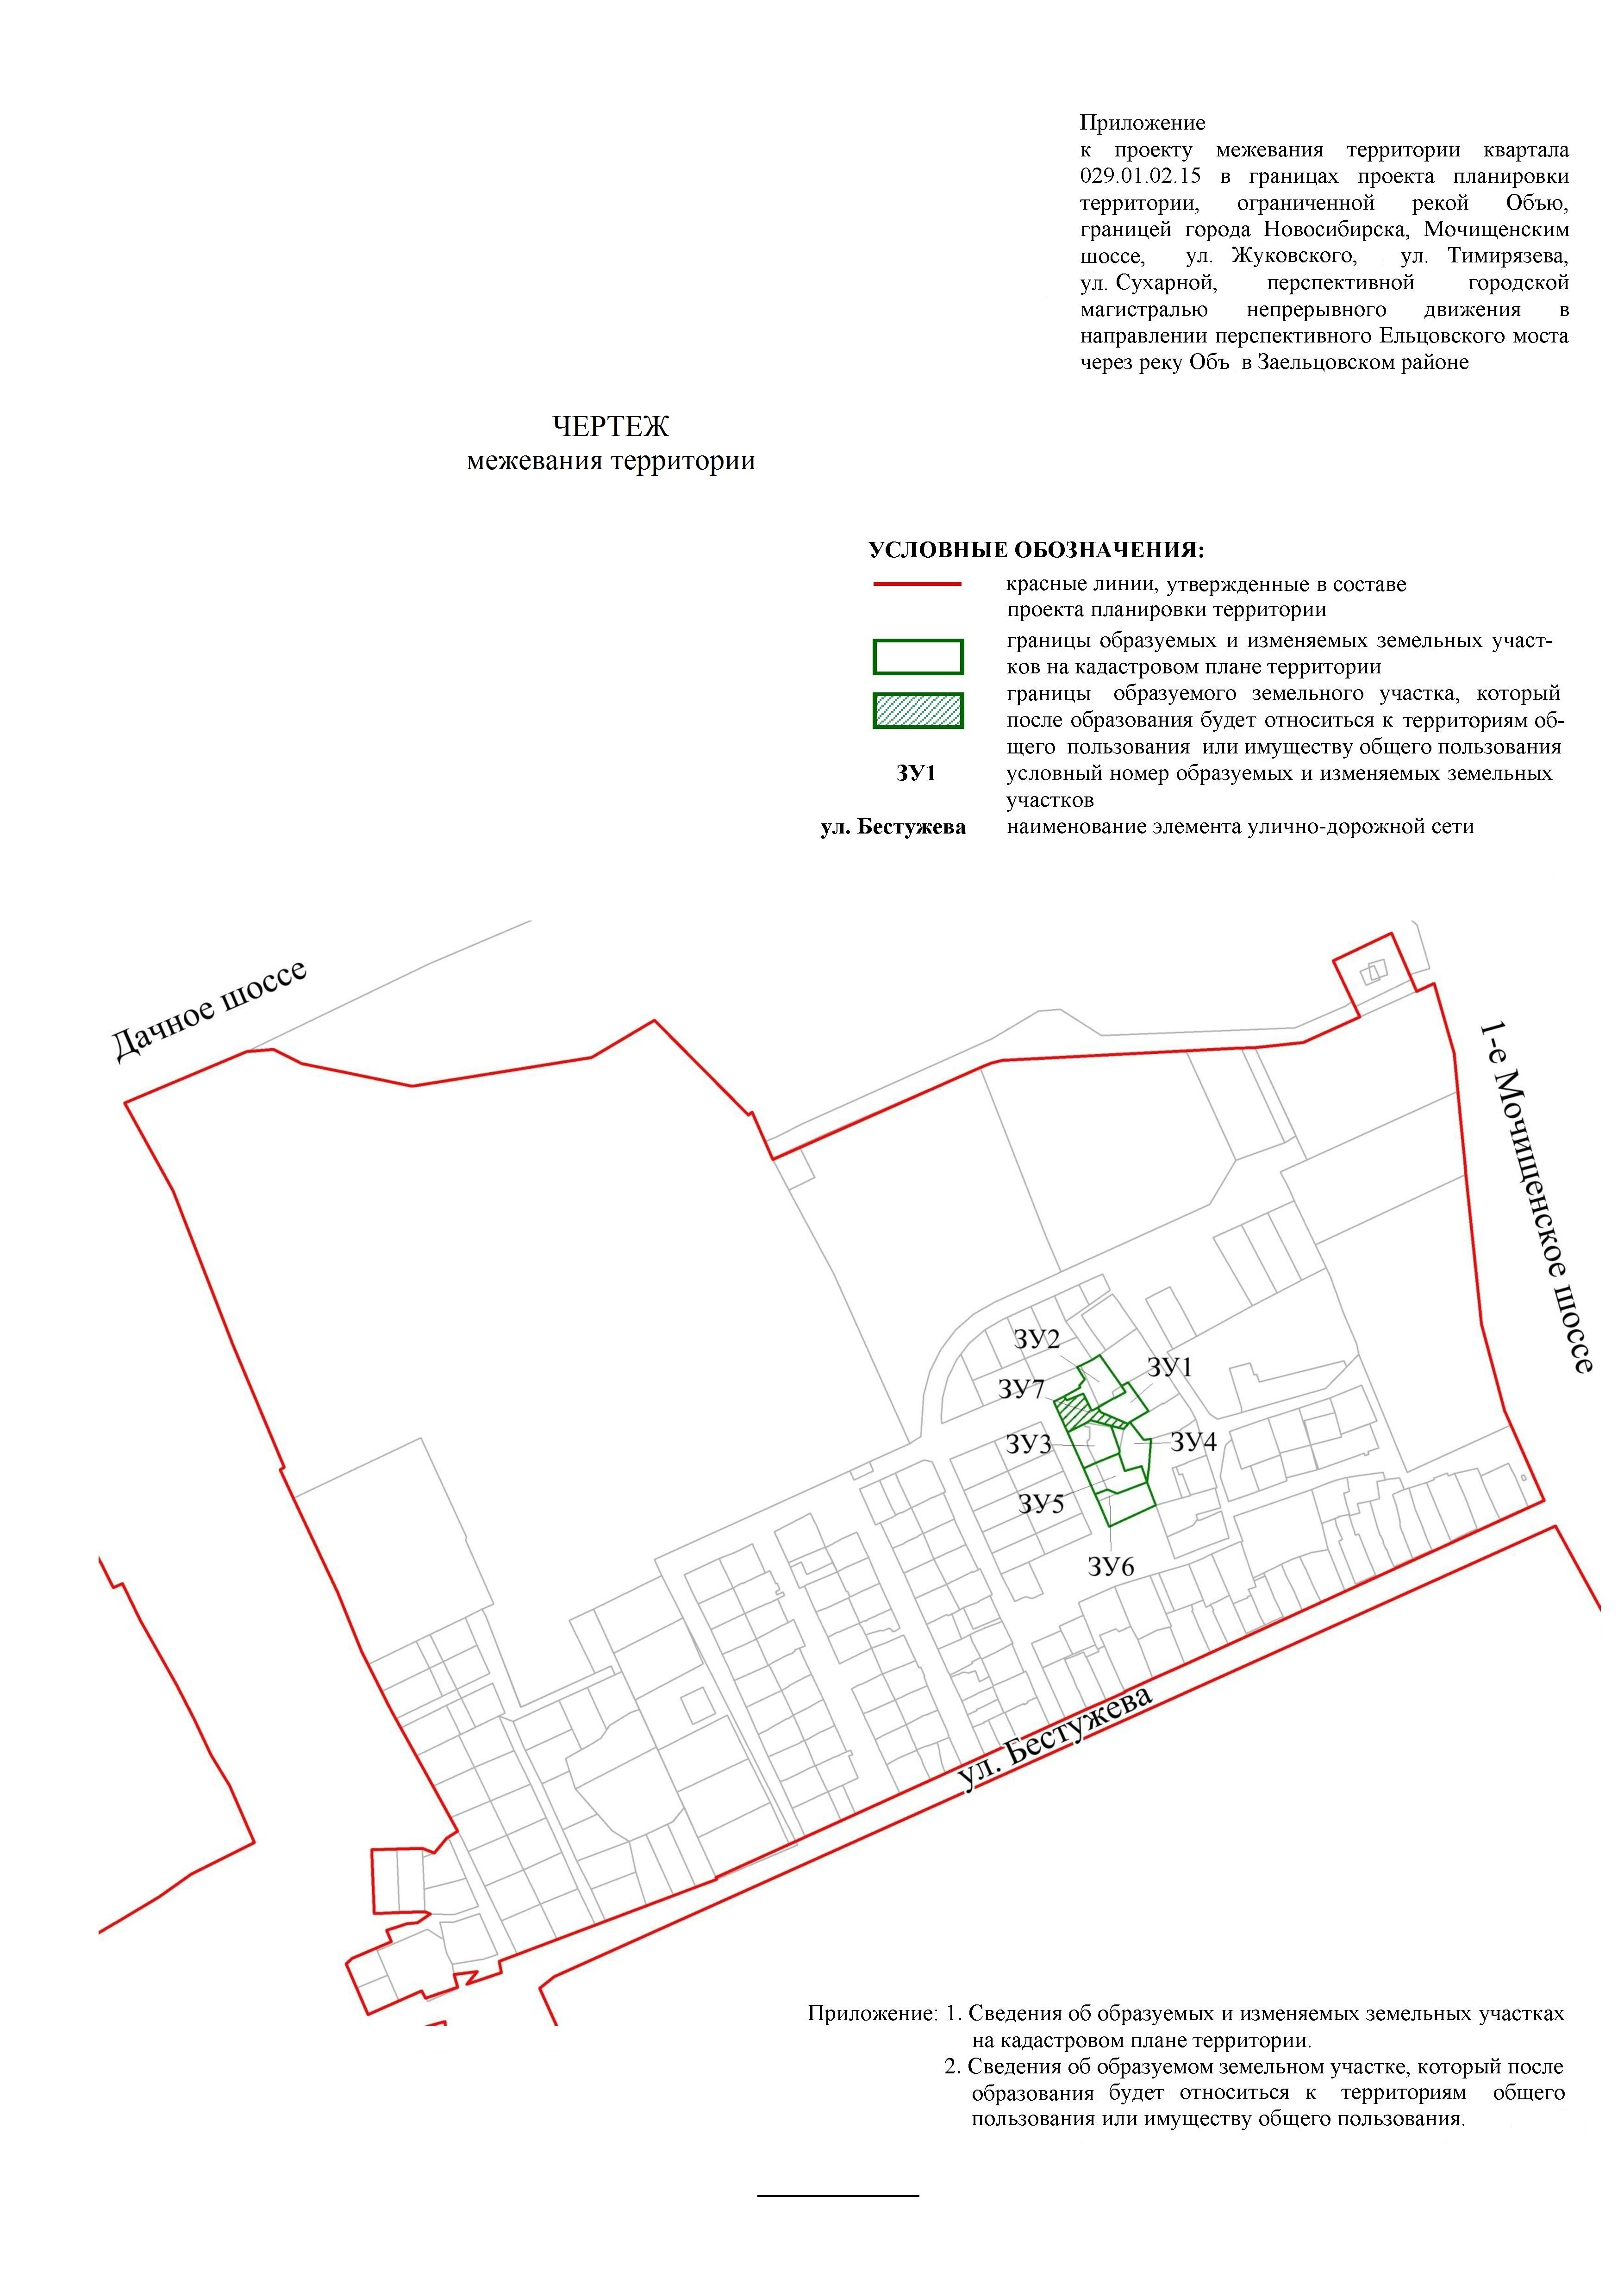 Приложение
к проекту межевания территории квартала
029.01.02.15 в границах проекта планировки
территории, ограниченной рекой Объю,
границей города Новосибирска, Мочищенским
шоссе, ул. Жуковского, ул. Тимирязева,
ул. Сухарной, перспективной городской
магистралью непрерывного движения в
направлении перспективного Ельцовского моста
через реку Обь в Заельцовском районе
ЧЕРТЕЖ
межевания территории
УСЛОВНЫЕ ОБОЗНАЧЕНИЯ:
красные линии, утвержденные в составе
проекта планировки территории
границы образуемых и изменяемых земельных участ-
ков на кадастровом плане территории
границы образуемого земельного участка, который
после образования будет относиться к территориям об-
щего пользования или имуществу общего пользования
ЗУ1 условный номер образуемых и изменяемых земельных
участков
ул. Бестужева наименование элемента улично-дорожной сети
Дачное шоссе
1-е Мочищенское шоссе
ЗУ2
ЗУ1
ЗУ7
ЗУ3
ЗУ4
ЗУ5
ЗУ6
ул. Бестужева
Приложение: 1. Сведения об образуемых и изменяемых земельных участках
на кадастровом плане территории.
2. Сведения об образуемом земельном участке, который после
образования будет относиться к территориям общего
пользования или имуществу общего пользования.